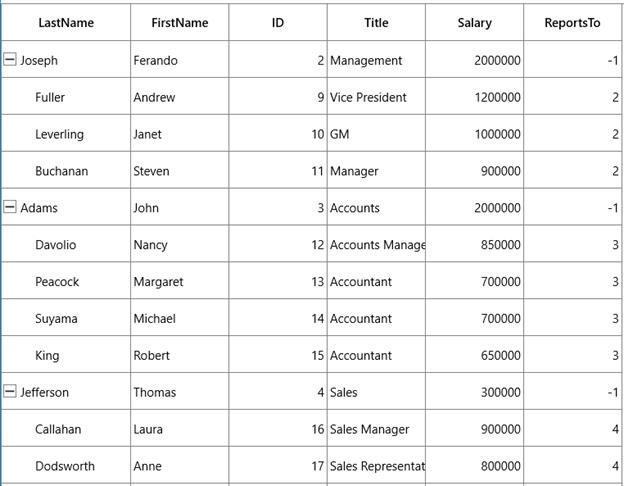 LastName FirstName ID Title Salary ReportsTo
Joseph Ferando 2 Management 2000000 -1
Fuller Andrew 9 Vice President 1200000 2
Leverling Janet 10 GM 1000000 2
Buchanan Steven 11 Manager 900000 2
Adams John 3 Accounts 2000000 -1
Davolio Nancy 12 Accounts Manage 850000 3
Peacock Margaret 13 Accountant 700000 3
Suyama Michael 14 Accountant 700000 3
King Robert 15 Accountant 650000 3
Jefferson Thomas 4 Sales 300000 -1
Callahan Laura 16 Sales Manager 900000 4
Dodsworth Anne 17 Sales Representat 800000 4